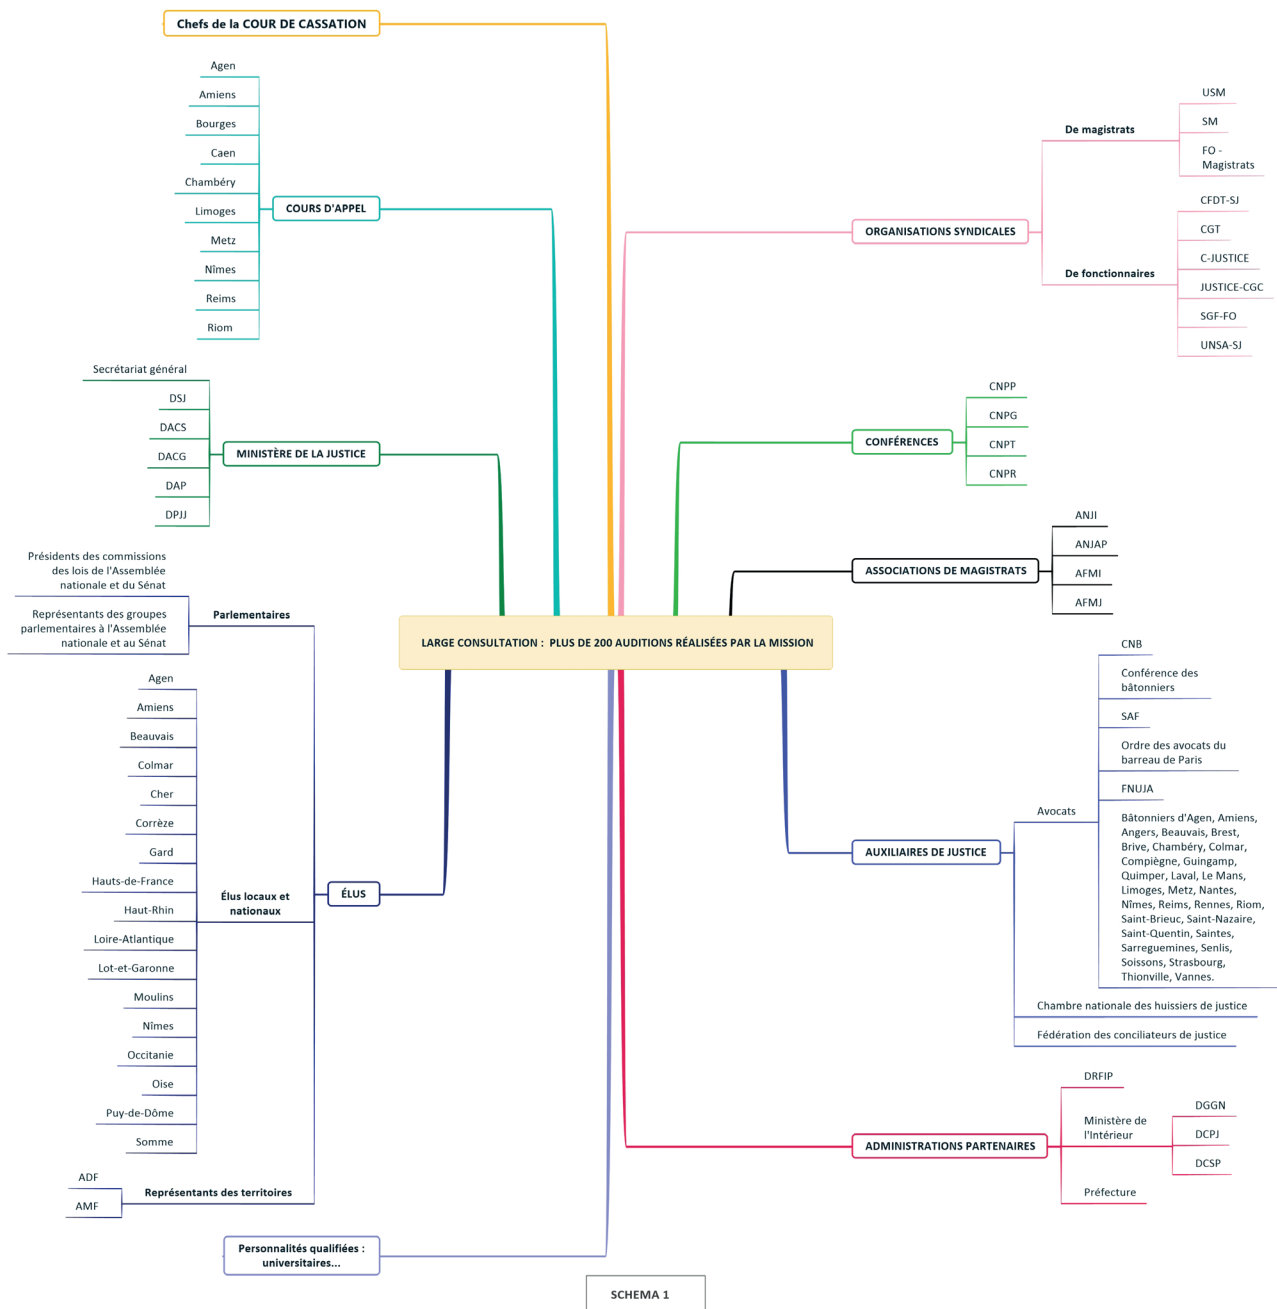 Chefs de la COUR DE CASSATION
Agen
Amiens
Bourges
Caen
Chambéry
Limoges
Metz
Nîmes
Reims
Riom
COURS D'APPEL
Secrétariat général
DSJ
DACS
DACG
DAP
DPJJ
MINISTÈRE DE LA JUSTICE
Présidents des commissions
des lois de l'Assemblée
nationale et du Sénat
Représentants des groupes
parlementaires à l'Assemblée
nationale et au Sénat
Parlementaires
Agen
Amiens
Beauvais
Colmar
Cher
Corrèze
Gard
Hauts-de-France
Haut-Rhin
Loire-Atlantique
Lot-et-Garonne
Moulins
Nîmes
Occitanie
Oise
Puy-de-Dôme
Somme
Élus locaux et
nationaux
ÉLUS
ADF
AMF
Représentants des territoires
Personnalités qualifiées :
universitaires...
LARGE CONSULTATION :  PLUS DE 200 AUDITIONS RÉALISÉES PAR LA MISSION
ORGANISATIONS SYNDICALES
De magistrats
USM
SM
FO -
Magistrats
De fonctionnaires
CFDT-SJ
CGT
C-JUSTICE
JUSTICE-CGC
SGF-FO
UNSA-SJ
CONFÉRENCES
CNPP
CNPG
CNPT
CNPR
ASSOCIATIONS DE MAGISTRATS
ANJI
ANJAP
AFMI
AFMJ
AUXILIAIRES DE JUSTICE
Avocats
CNB
Conférence des
bâtonniers
SAF
Ordre des avocats du
barreau de Paris
FNUJA
Bâtonniers d'Agen, Amiens,
Angers, Beauvais, Brest,
Brive, Chambéry, Colmar,
Compiègne, Guingamp,
Quimper, Laval, Le Mans,
Limoges, Metz, Nantes,
Nîmes, Reims, Rennes, Riom,
Saint-Brieuc, Saint-Nazaire,
Saint-Quentin, Saintes,
Sarreguemines, Senlis,
Soissons, Strasbourg,
Thionville, Vannes.
Chambre nationale des huissiers de justice
Fédération des conciliateurs de justice
ADMINISTRATIONS PARTENAIRES
DRFIP
Ministère de
l'Intérieur
DGGN
DCPJ
DCSP
Préfecture
SCHEMA 1